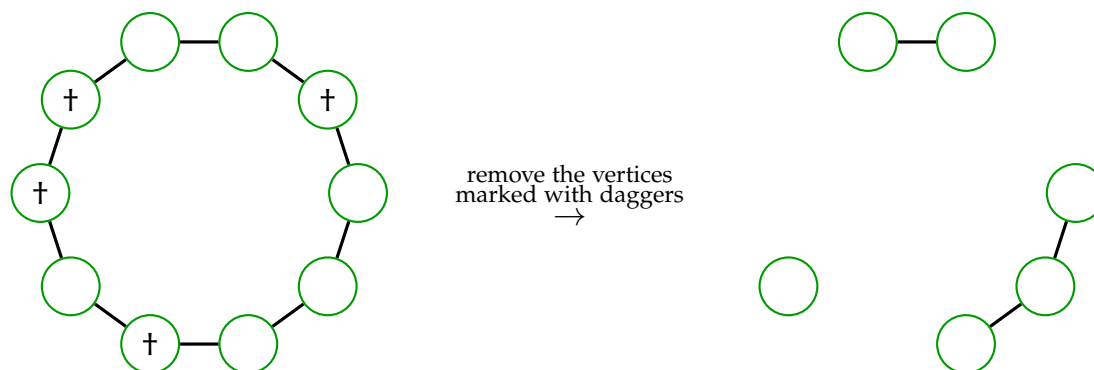 †
†
remove the vertices
†
marked with daggers
→
†